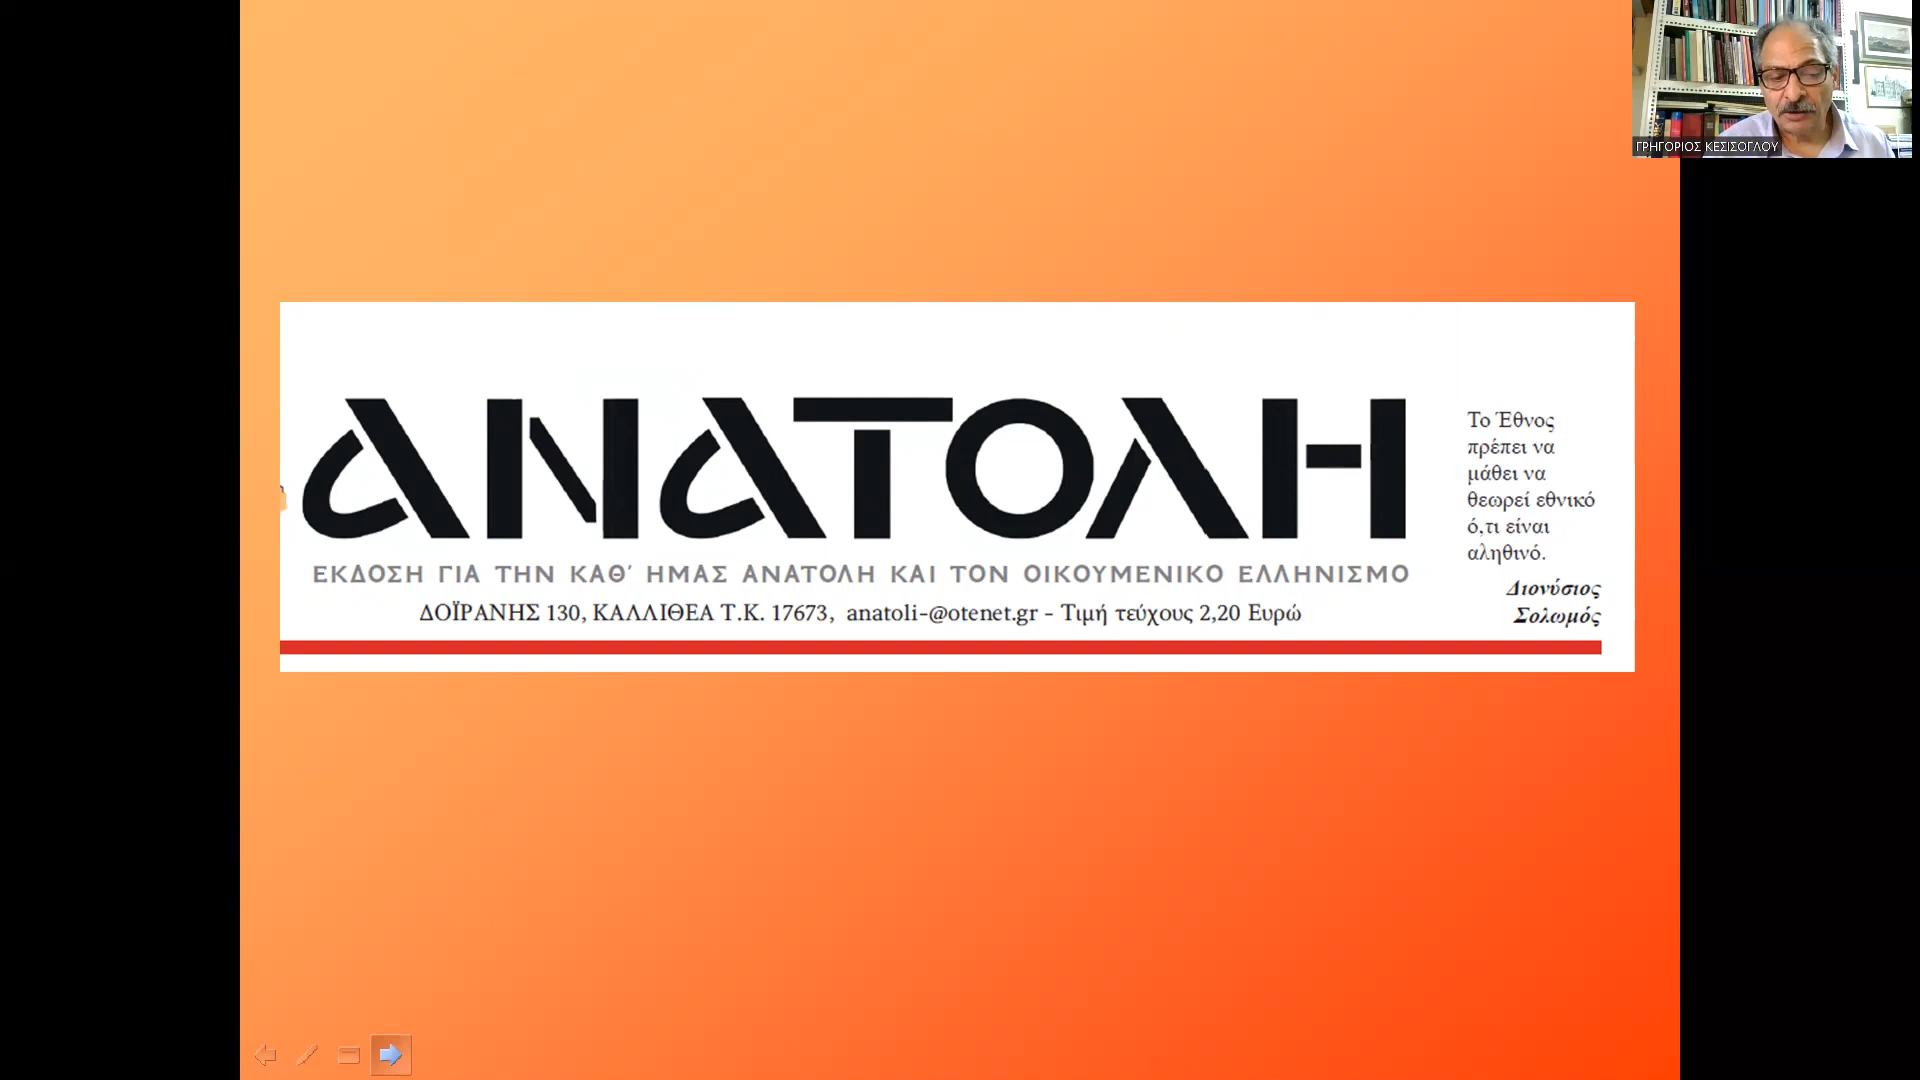 ΓΡΗΓΟΡΙΟΣ ΚΕΣΙΣΟΓΛΟΥ
ΑΝΑΤΟΛΗ
ΕΚΔΟΣΗ ΓΙΑ ΤΗΝ ΚΑΘ’ ΗΜΑΣ ΑΝΑΤΟΛΗ ΚΑΙ ΤΟΝ ΟΙΚΟΥΜΕΝΙΚΟ ΕΛΛΗΝΙΣΜΟ
ΔΟΪΡΑΝΗΣ 130, ΚΑΛΛΙΘΕΑ Τ.Κ. 17673, anatoli-@otenet.gr - Τιμή τεύχους 2,20 Ευρώ
Το Έθνος
πρέπει να
μάθει να
θεωρεί εθνικό
ό,τι είναι
αληθινό.
Διονύσιος
Σολωμός